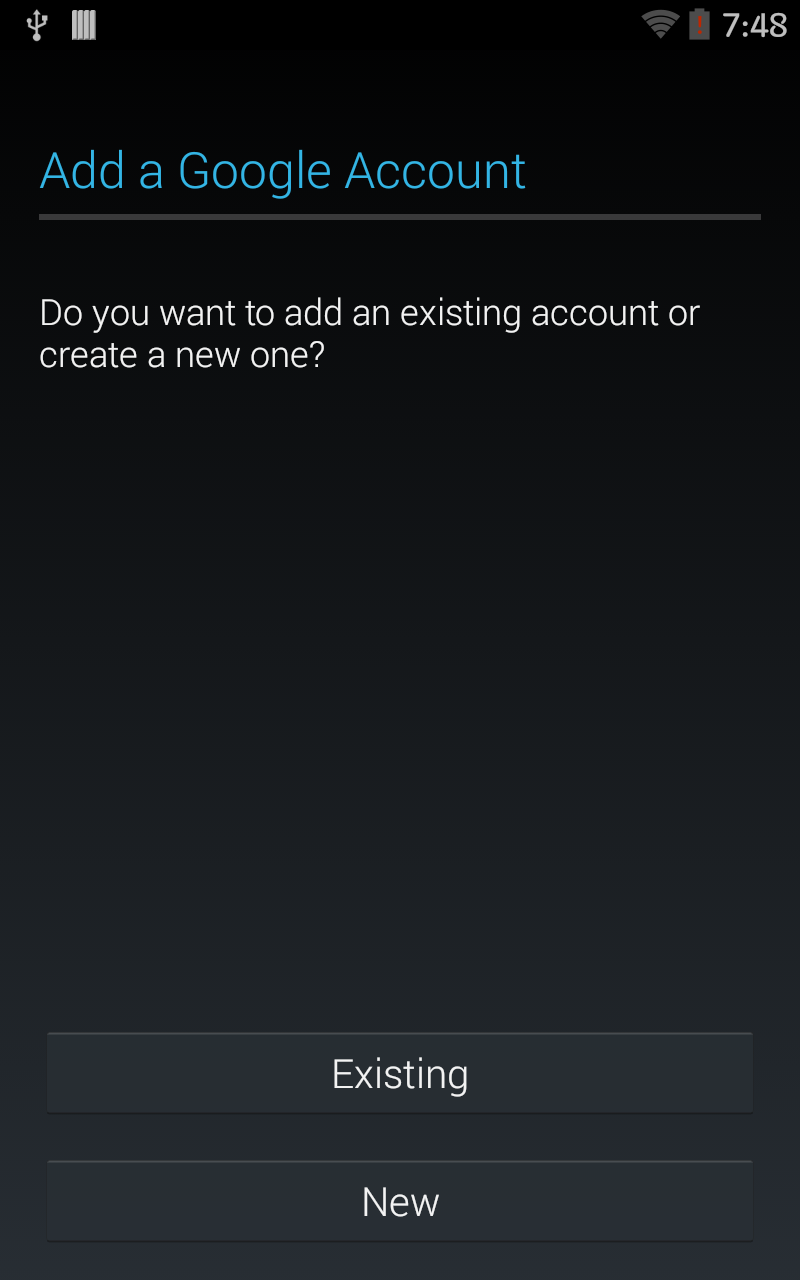 7:48
Add a Google Account
Do you want to add an existing account or
create a new one?
Existing
New